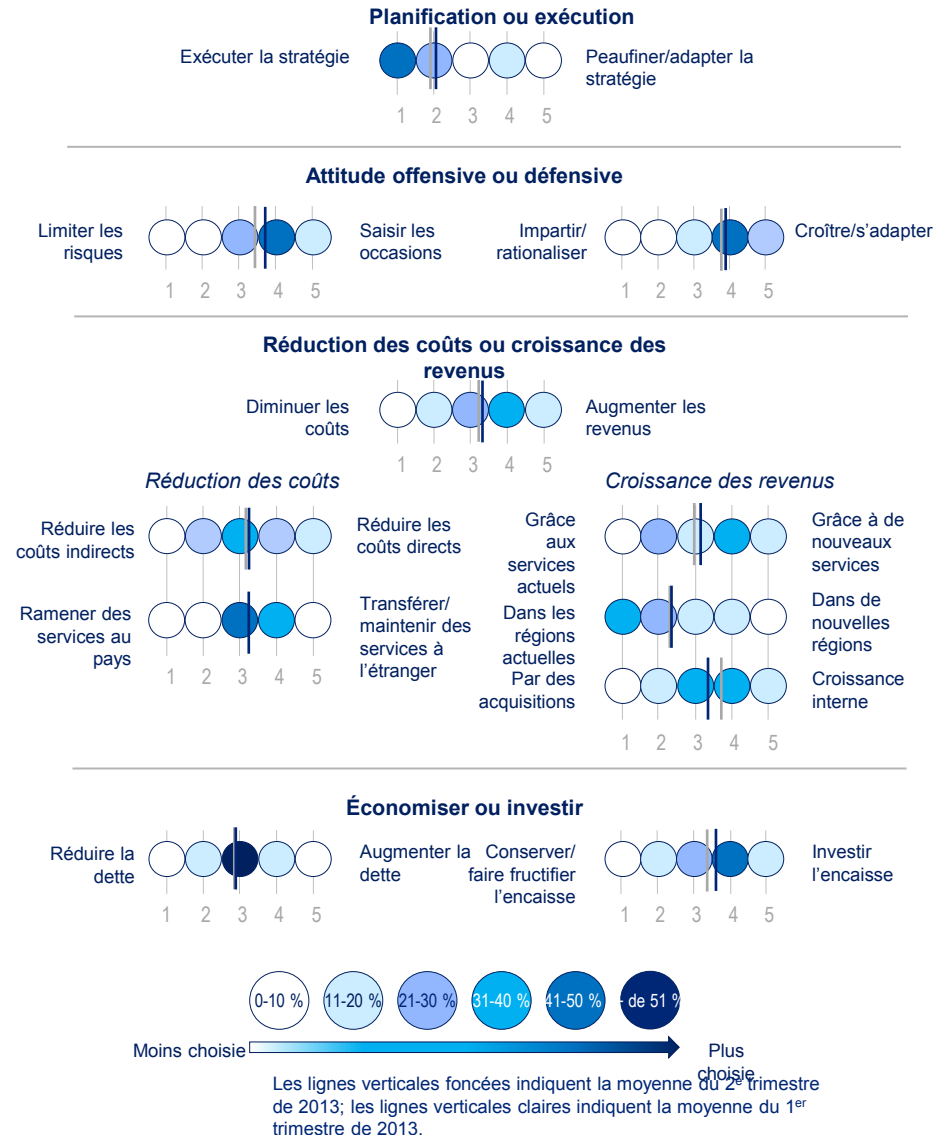 Planification ou exécution
Exécuter la stratégie
Peaufiner/adapter la
stratégie
1 2 3 4 5
Attitude offensive ou défensive
Limiter les
risques
Saisir les
occasions
1 2 3 4 5
Impartir/
rationaliser
Croître/s'adapter
1 2 3 4 5
Réduction des coûts ou croissance des
revenus
Diminuer les
coûts
Augmenter les
revenus
1 2 3 4 5
Réduction des coûts
Réduire les
coûts indirects
Réduire les
coûts directs
Ramener des
services au
pays
Transférer/
maintenir des
services à
l'étranger
1 2 3 4 5
Croissance des revenus
Grâce
aux
services
actuels
Grâce à de
nouveaux
services
Dans les
régions
actuelles
Dans de
nouvelles
régions
Par des
acquisitions
Croissance
interne
1 2 3 4 5
Économiser ou investir
Réduire la
dette
Augmenter la
dette
1 2 3 4 5
Conserver/
faire fructifier
l'encaisse
Investir
l'encaisse
1 2 3 4 5
0-10 % 11-20 % 21-30 % 31-40 % 41-50 % de 51 %
Moins choisie
Plus
choisie
Les lignes verticales foncées indiquent la moyenne du 2e trimestre
de 2013; les lignes verticales claires indiquent la moyenne du 1er
trimestre de 2013.